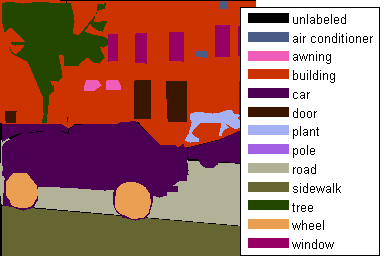 unlabeled
air conditioner
awning
building
car
door
plant
pole
road
sidewalk
tree
wheel
window